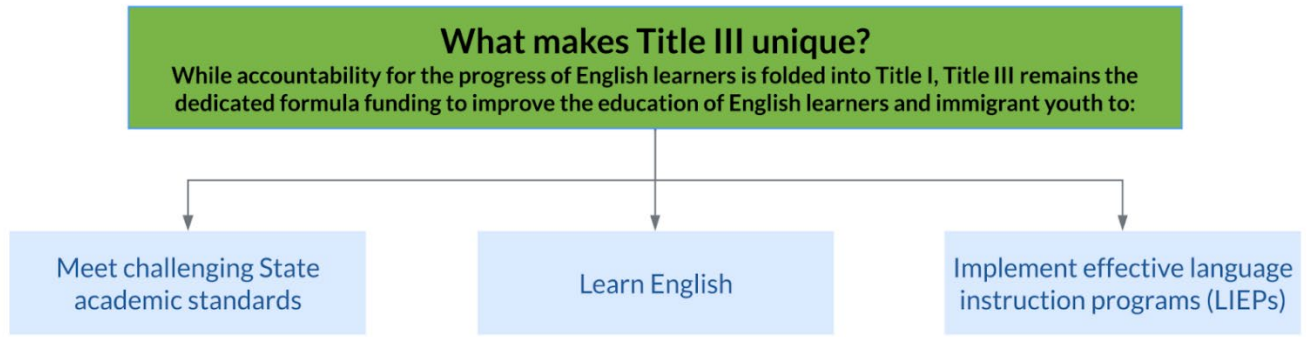 What makes Title III unique?
While accountability for the progress of English learners is folded into Title I, Title III remains the
dedicated formula funding to improve the education of English learners and immigrant youth to:
Meet challenging State
academic standards
Learn English
Implement effective language
instruction programs (LIEPs)